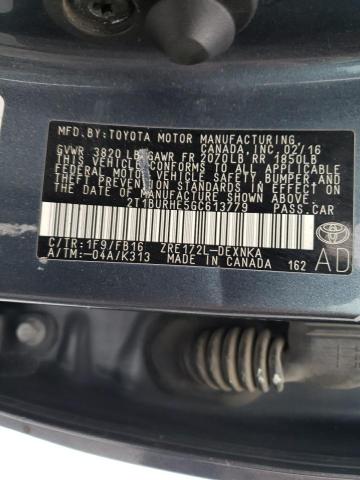 MFD.BY:TOYOTA MOTOR MANUFACTURING,
CANADA, INC. 02/16
GVWR 3820 LB GAWR FR 2070LB RR 1850LB
THIS VEHICLE CONFORMS TO ALL APPLICABLE
FEDERAL MOTOR VEHICLE SAFETY, BUMPER,
AND THEFT PREVENTION STANDARDS
IN EFFECT ON THE DATE OF
MANUFACTURE SHOWN ABOVE.
2T1BURHE5GC613779 PASS.CAR
C/TR:1F9/FB16 ZRE172L-DEXNKA
A/TM:-04A/K313 MADE IN CANADA 162
AD